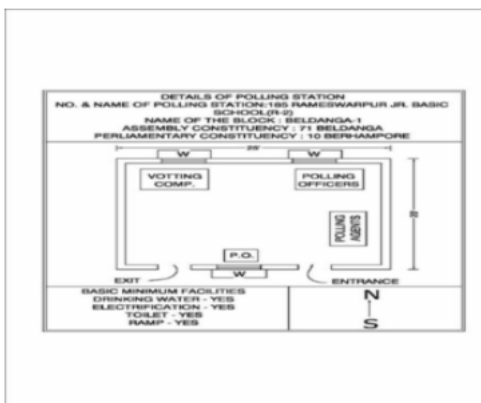 DETAILS OF POLLING STATION
NO. & NAME OF POLLING STATION:185 RAMESWARPUR JR. BASIC
SCHOOL(R-2)
NAME OF THE BLOCK : BELDANGA-1
ASSEMBLY CONSTITUENCY : 71 BELDANGA
PERLIAMENTARY CONSTITUENCY : 10 BERHAMPORE
W
W
VOTTING
COMP.
POLLING
OFFICERS
POLLING
AGENTS
P.O.
W
EXIT
ENTRANCE
BASIC MINIMUM FACILITIES
DRINKING WATER - YES
ELECTRIFICATION - YES
TOILET - YES
RAMP - YES
N
S